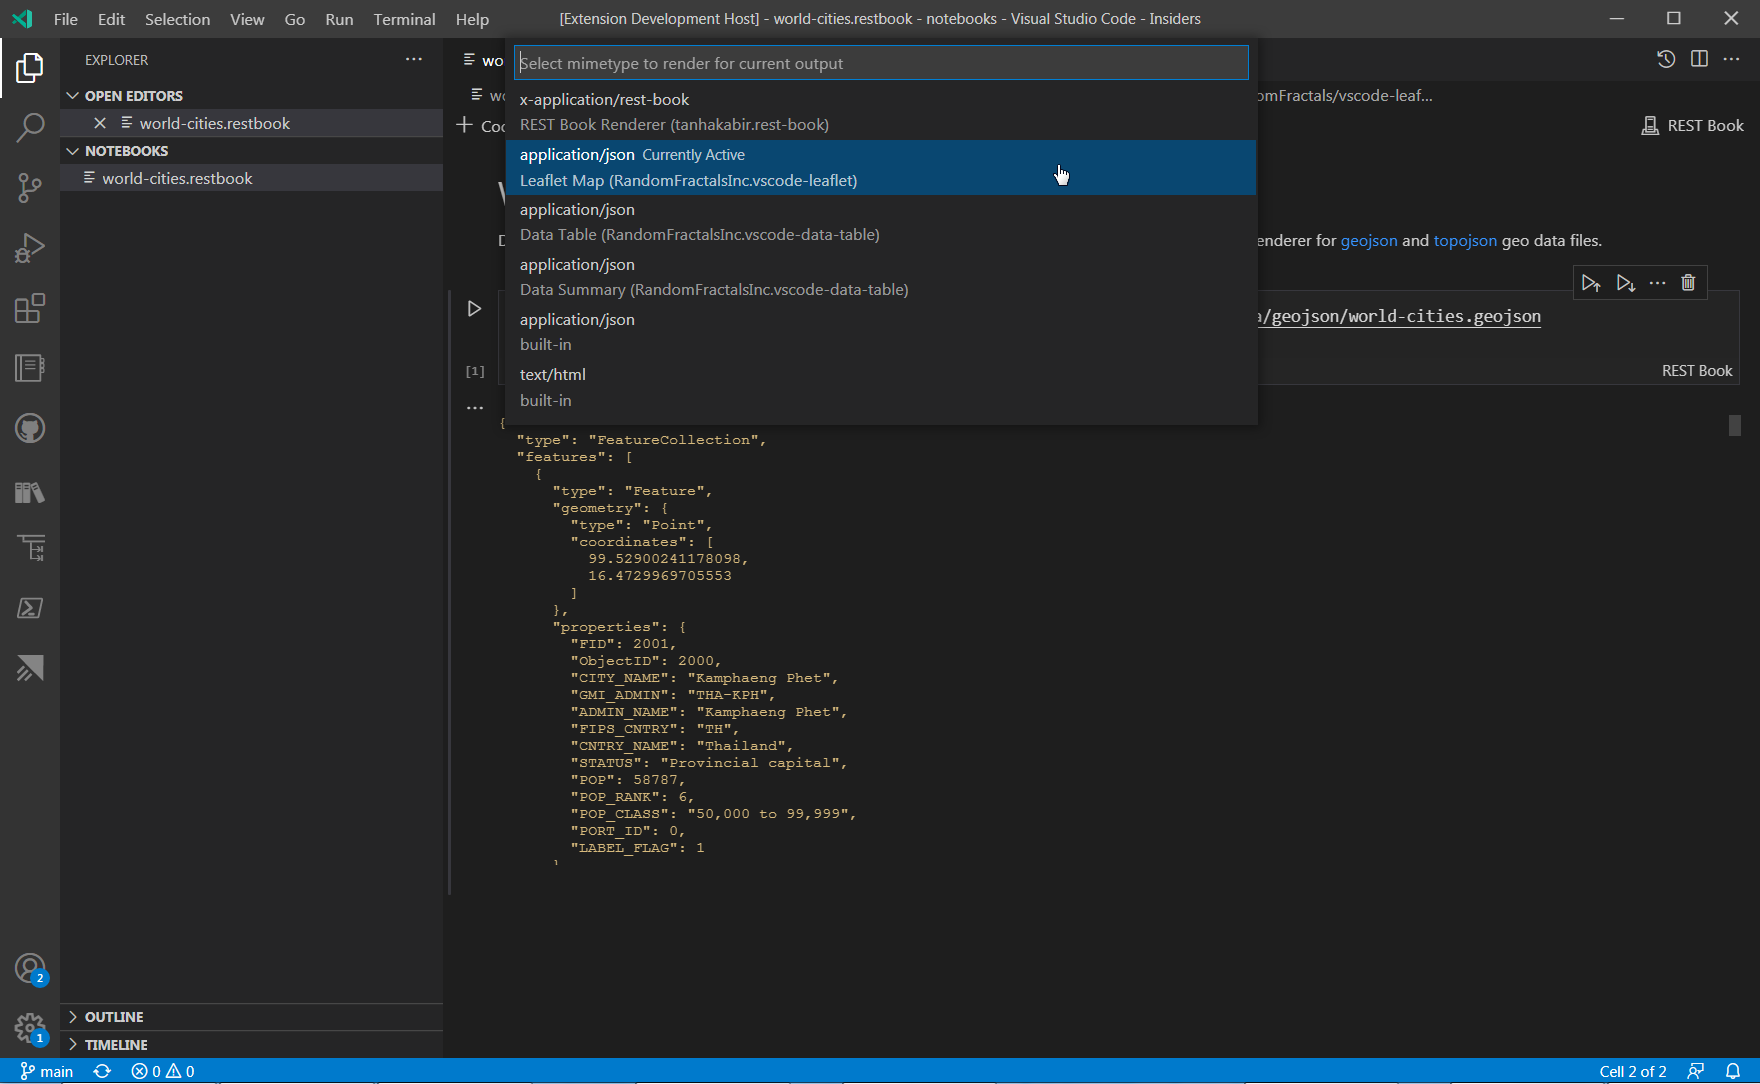 File Edit Selection View Go Run Terminal Help
[Extension Development Host] - world-cities.restbook - notebooks - Visual Studio Code - Insiders
EXPLORER
OPEN EDITORS
world-cities.restbook
NOTEBOOKS
world-cities.restbook
Select mimetype to render for current output
x-application/rest-book
REST Book Renderer (tanhakabir.rest-book)
application/json Currently Active
Leaflet Map (RandomFractalsInc.vscode-leaflet)
application/json
Data Table (RandomFractalsInc.vscode-data-table)
application/json
Data Summary (RandomFractalsInc.vscode-data-table)
application/json
built-in
text/html
built-in
omFractals/vscode-leaf...
REST Book
enderer for geojson and topojson geo data files.
/geojson/world-cities.geojson
[1]
REST Book
{
"type": "FeatureCollection",
"features": [
{
"type": "Feature",
"geometry": {
"type": "Point",
"coordinates": [
99.52900241178098,
16.4729969705553
]
},
"properties": {
"FID": 2001,
"ObjectID": 2000,
"CITY_NAME": "Kamphaeng Phet",
"GMI_ADMIN": "THA-KPH",
"ADMIN_NAME": "Kamphaeng Phet",
"FIPS_CNTRY": "TH",
"CNTRY_NAME": "Thailand",
"STATUS": "Provincial capital",
"POP": 58787,
"POP_RANK": 6,
"POP_CLASS": "50,000 to 99,999",
"PORT_ID": 0,
"LABEL_FLAG": 1
2
1
OUTLINE
TIMELINE
main
0 0
Cell 2 of 2